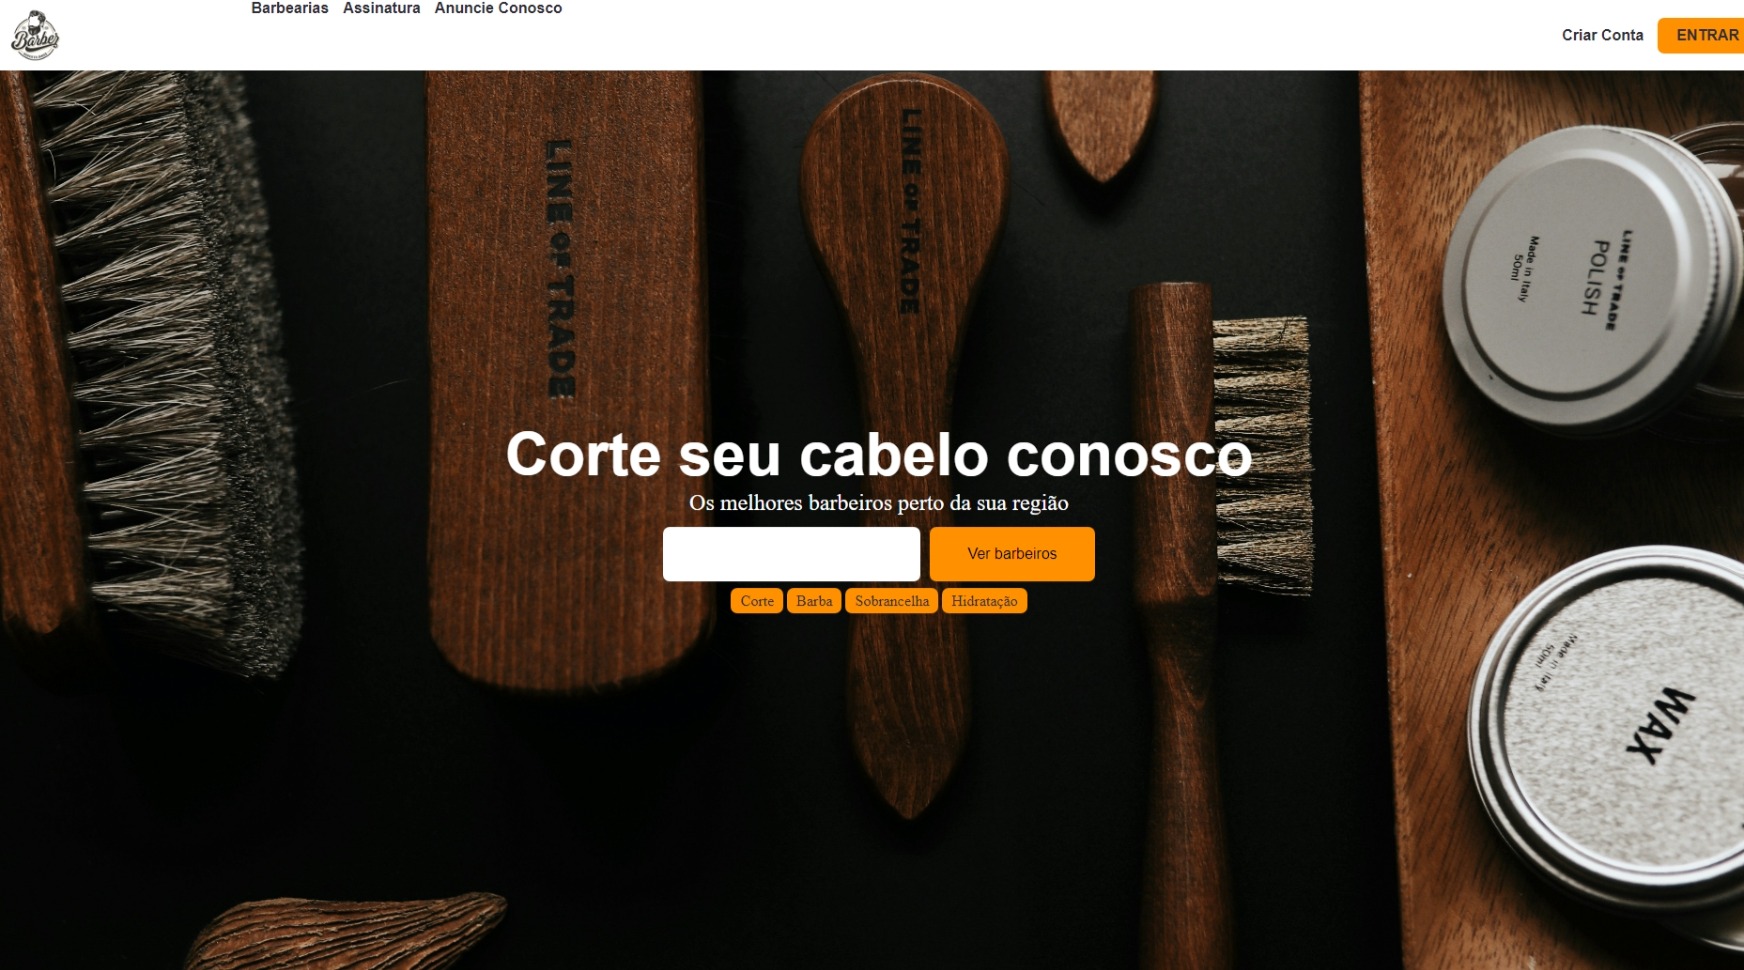 Barbearias Assinatura Anuncie Conosco
Barber
Criar Conta ENTRAR
LINE OF TRADE
LINE OF TRADE
LINE OF TRADE
POLISH
Made in Italy
50ml
Corte seu cabelo conosco
Os melhores barbeiros perto da sua região
Ver barbeiros
Corte Barba Sobrancelha Hidratação
Made in Italy
50ml
WAX